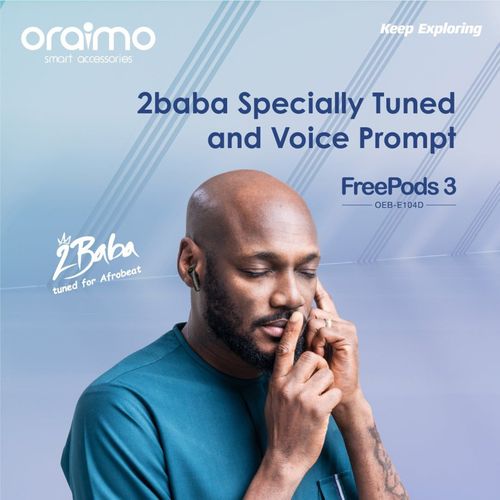 oraimo
smart accessories
Keep Exploring
2baba Specially Tuned
and Voice Prompt
FreePods 3
OEB-E104D
2Baba
tuned for Afrobeat